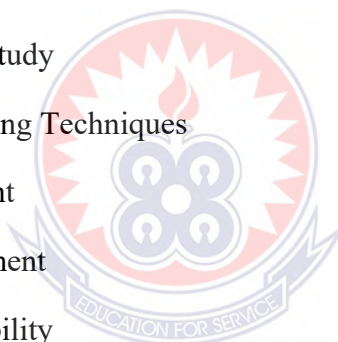 tudy
ng Techniques
nt
ment
EDUCATION FOR SERVICE
bility